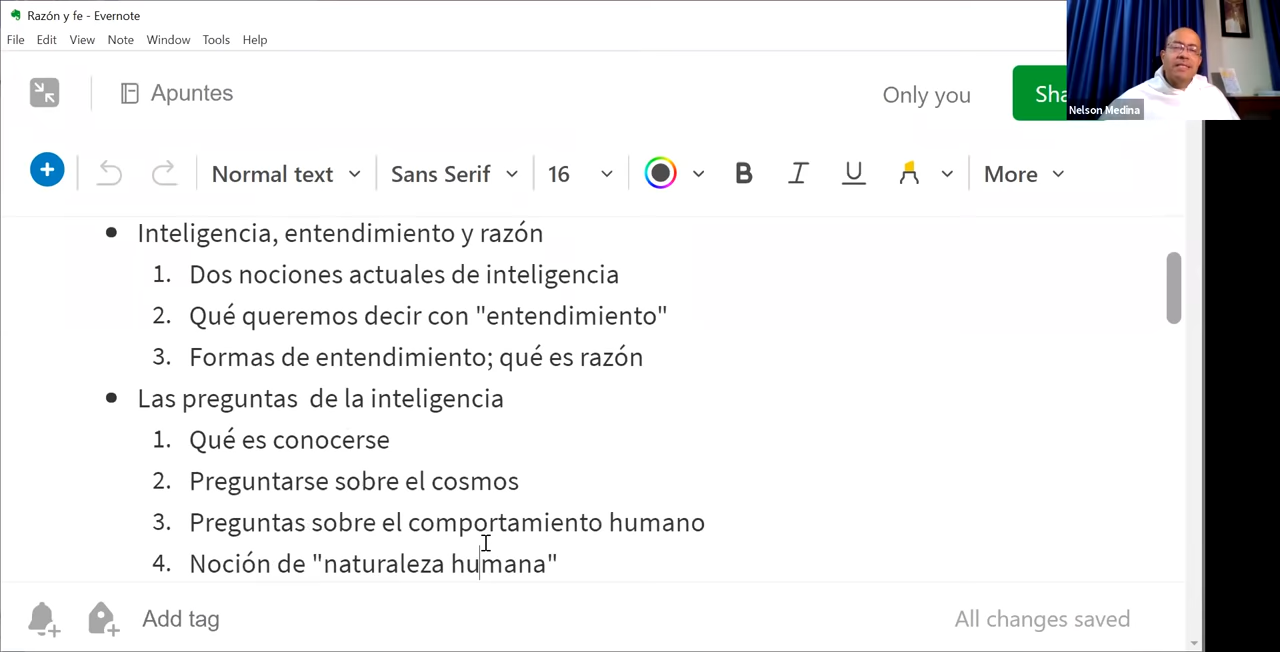 Razón y fe - Evernote
File Edit View Note Window Tools Help
Apuntes
Only you
Sha
Nelson Medina
Normal text
Sans Serif
16
B I U
More
• Inteligencia, entendimiento y razón
1. Dos nociones actuales de inteligencia
2. Qué queremos decir con "entendimiento"
3. Formas de entendimiento; qué es razón
• Las preguntas  de la inteligencia
1. Qué es conocerse
2. Preguntarse sobre el cosmos
3. Preguntas sobre el comportamiento humano
4. Noción de "naturaleza humana"
Add tag
All changes saved